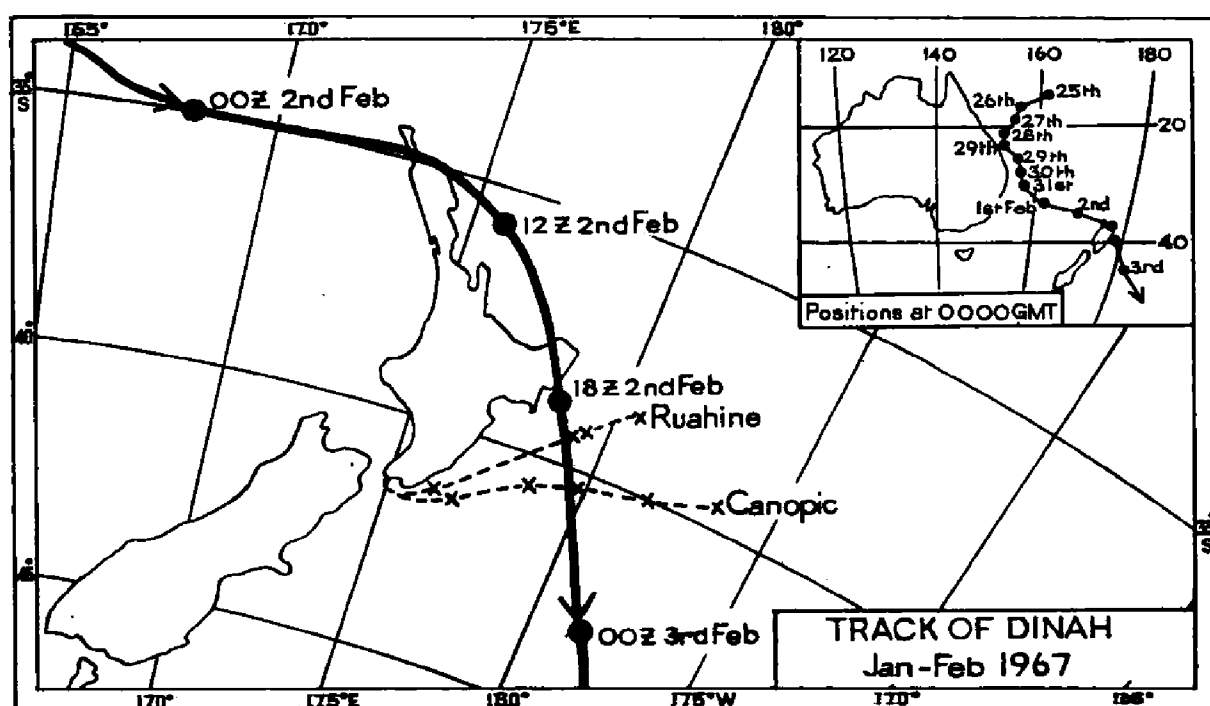 165° 170° 175°E 180°
35°
S
00Z 2nd Feb
12Z 2nd Feb
18Z 2nd Feb
00Z 3rd Feb
40°
45°
Ruahine
Canopic
120 140 160 180
26th 25th
27th
28th
29th
29th
30th
31st
1st Feb 2nd
3rd
20
40
Positions at 0000GMT
TRACK OF DINAH
Jan-Feb 1967
170° 175°E 180° 175°W 170° 165°